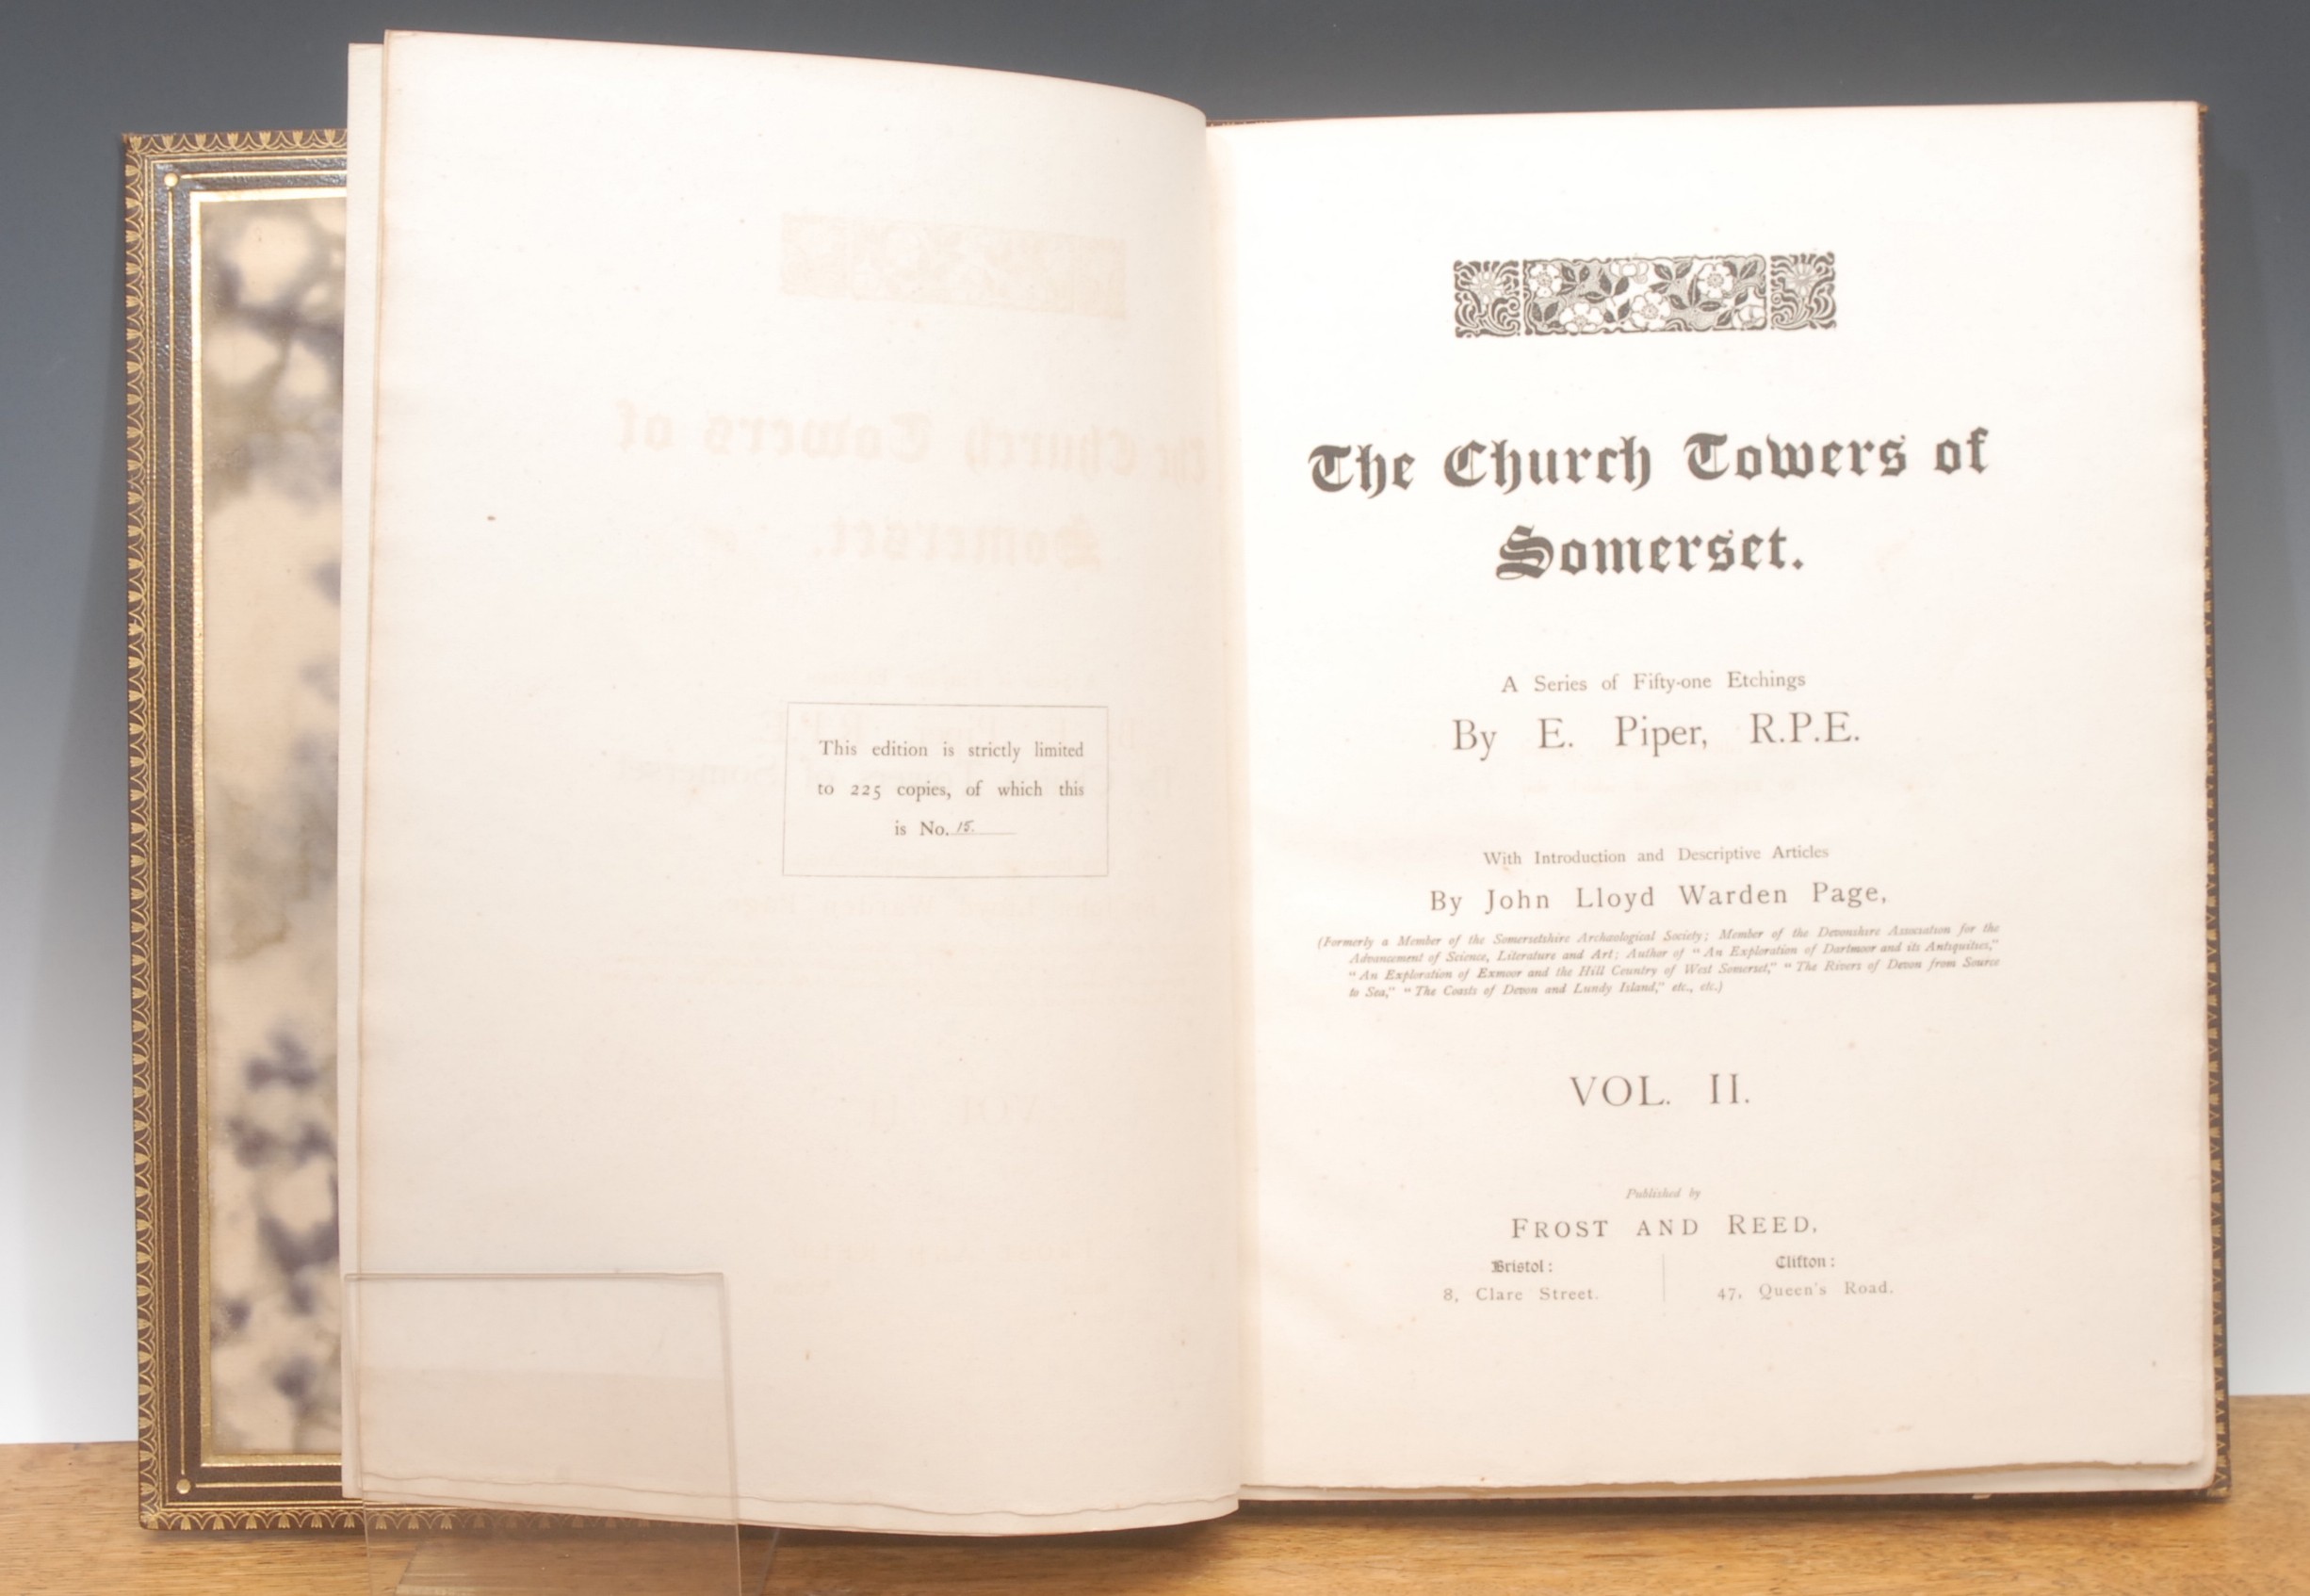 This edition is strictly limited
to 225 copies, of which this
is No. 15.
The Church Towers of
Somerset.
A Series of Fifty-one Etchings
By E. Piper, R.P.E.
With Introduction and Descriptive Articles
By John Lloyd Warden Page,
(Formerly a Member of the Somersetshire Archæological Society; Member of the Devonshire Association for the
Advancement of Science, Literature and Art; Author of "An Exploration of Dartmoor and its Antiquities,"
"An Exploration of Exmoor and the Hill Country of West Somerset," "The Rivers of Devon from Source
to Sea," "The Coasts of Devon and Lundy Island," etc., etc.)
VOL. II.
Published by
FROST AND REED,
Bristol: Clifton:
8, Clare Street. 47, Queen's Road.